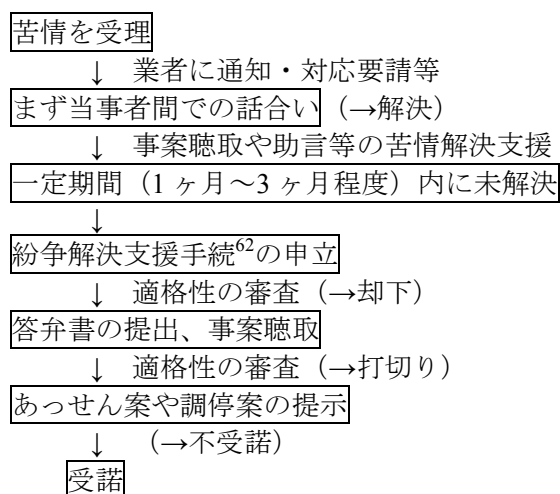 苦情を受理
↓ 業者に通知・対応要請等
まず当事者間での話合い（→解決）
↓ 事案聴取や助言等の苦情解決支援
一定期間（1 ヶ月～3 ヶ月程度）内に未解決
↓
紛争解決支援手続62の申立
↓ 適格性の審査（→却下）
答弁書の提出、事案聴取
↓ 適格性の審査（→打切り）
あっせん案や調停案の提示
↓ （→不受諾）
受諾